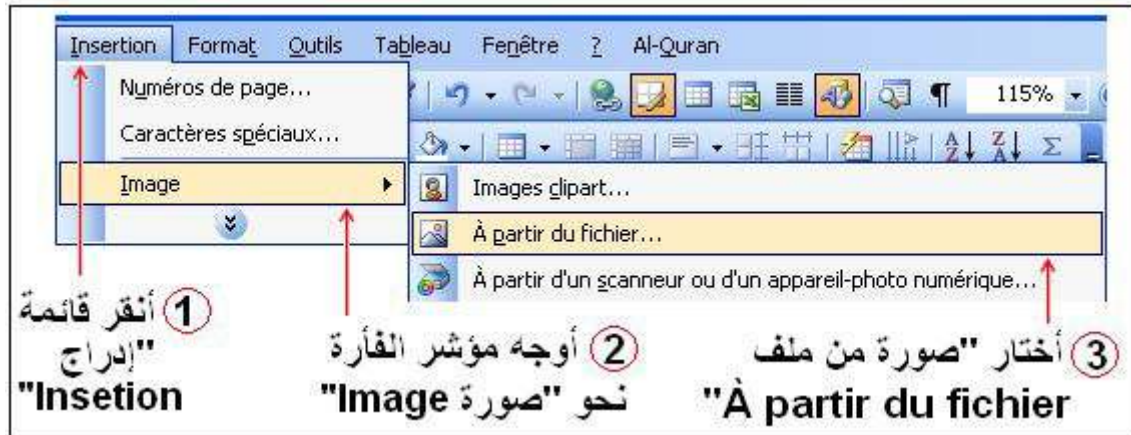 Insertion Format Outils Tableau Fenêtre ? Al-Quran
Numéros de page...
115%
Caractères spéciaux...
Image
Images clipart...
À partir du fichier...
À partir d'un scanneur ou d'un appareil-photo numérique...
1 أنقر قائمة
"إدراج
Insetion"
2 أوجه مؤشر الفأرة
نحو "صورة Image"
3 أختار "صورة من ملف
À partir du fichier"